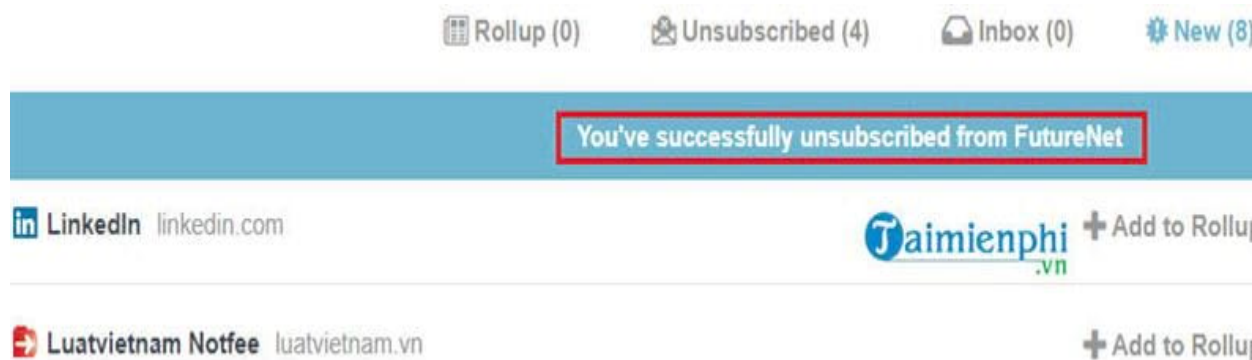 Rollup (0) Unsubscribed (4) Inbox (0) New (8)
You've successfully unsubscribed from FutureNet
LinkedIn linkedin.com Taimienphi .vn Add to Rollup
Luatvietnam Notfee luatvietnam.vn Add to Rollup